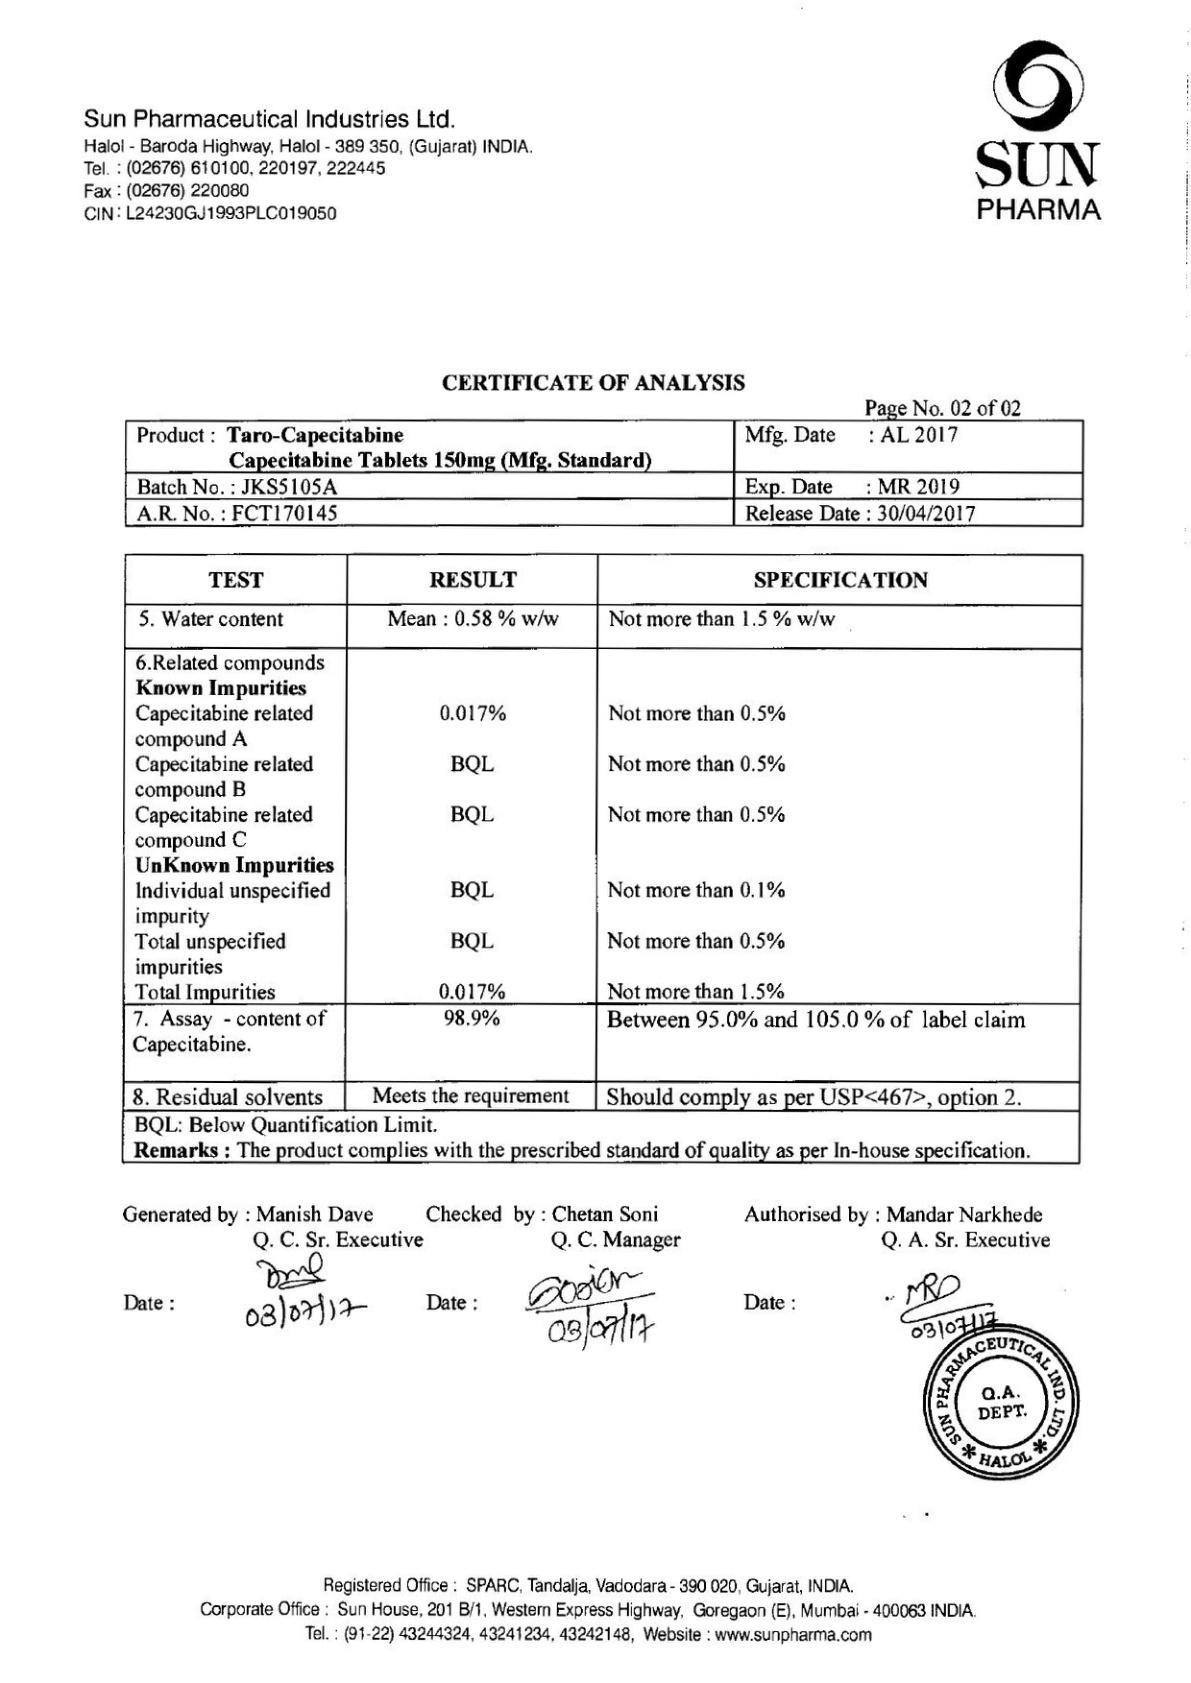 Sun Pharmaceutical Industries Ltd.
Halol - Baroda Highway, Halol - 389 350, (Gujarat) INDIA.
Tel. : (02676) 610100, 220197, 222445
Fax : (02676) 220080
CIN : L24230GJ1993PLC019050
SUN
PHARMA
CERTIFICATE OF ANALYSIS
Page No. 02 of 02
Product : Taro-Capecitabine
Capecitabine Tablets 150mg (Mfg. Standard)
Mfg. Date : AL 2017
Batch No. : JKS5105A
Exp. Date : MR 2019
A.R. No. : FCT170145
Release Date : 30/04/2017
TEST RESULT SPECIFICATION
5. Water content Mean : 0.58 % w/w Not more than 1.5 % w/w
6.Related compounds
Known Impurities
Capecitabine related 0.017% Not more than 0.5%
compound A
Capecitabine related BQL Not more than 0.5%
compound B
Capecitabine related BQL Not more than 0.5%
compound C
UnKnown Impurities
Individual unspecified BQL Not more than 0.1%
impurity
Total unspecified BQL Not more than 0.5%
impurities
Total Impurities 0.017% Not more than 1.5%
7. Assay - content of 98.9% Between 95.0% and 105.0 % of label claim
Capecitabine.
8. Residual solvents Meets the requirement Should comply as per USP<467>, option 2.
BQL: Below Quantification Limit.
Remarks : The product complies with the prescribed standard of quality as per In-house specification.
Generated by : Manish Dave Checked by : Chetan Soni Authorised by : Mandar Narkhede
Q. C. Sr. Executive Q. C. Manager Q. A. Sr. Executive
Date : 03/07/17 Date : 03/07/17 Date : 03/07/17
SUN PHARMACEUTICAL IND. LTD.
Q.A.
DEPT.
* HALOL *
Registered Office : SPARC, Tandalja, Vadodara - 390 020, Gujarat, INDIA.
Corporate Office : Sun House, 201 B/1, Western Express Highway, Goregaon (E), Mumbai - 400063 INDIA.
Tel. : (91-22) 43244324, 43241234, 43242148, Website : www.sunpharma.com